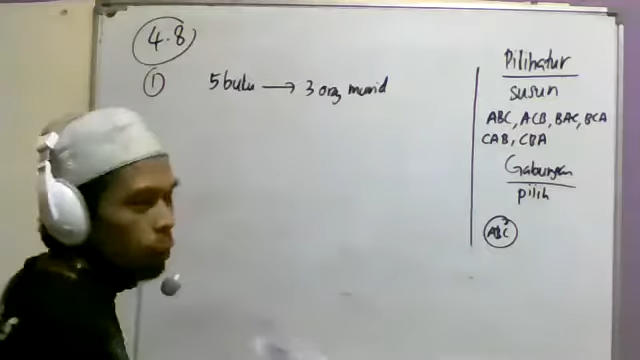 4.8
① 5 buku → 3 org murid
Pilihatur
susun
ABC, ACB, BAC, BCA
CAB, CBA
Gabungan
pilih
ABC